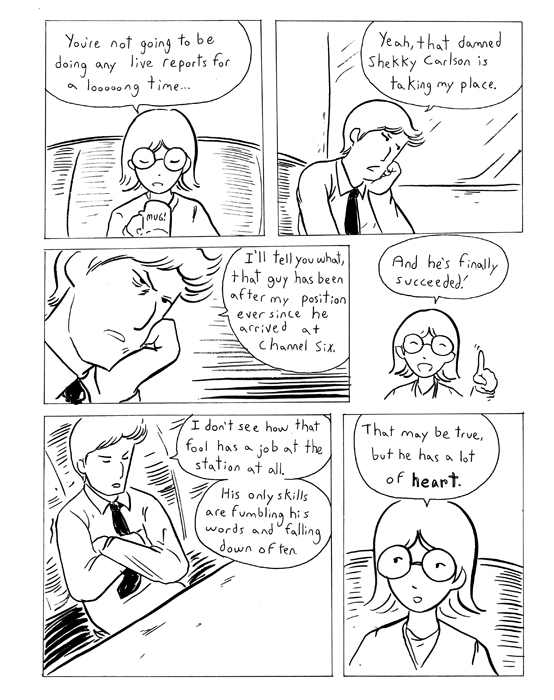 You're not going to be
doing any live reports for
a looooong time...
MUG!
Yeah, that damned
Shekky Carlson is
taking my place.
I'll tell you what,
that guy has been
after my position
ever since he
arrived at
Channel Six.
And he's finally
succeeded!
I don't see how that
fool has a job at the
station at all.
His only skills
are fumbling his
words and falling
down often
That may be true,
but he has a lot
of heart.